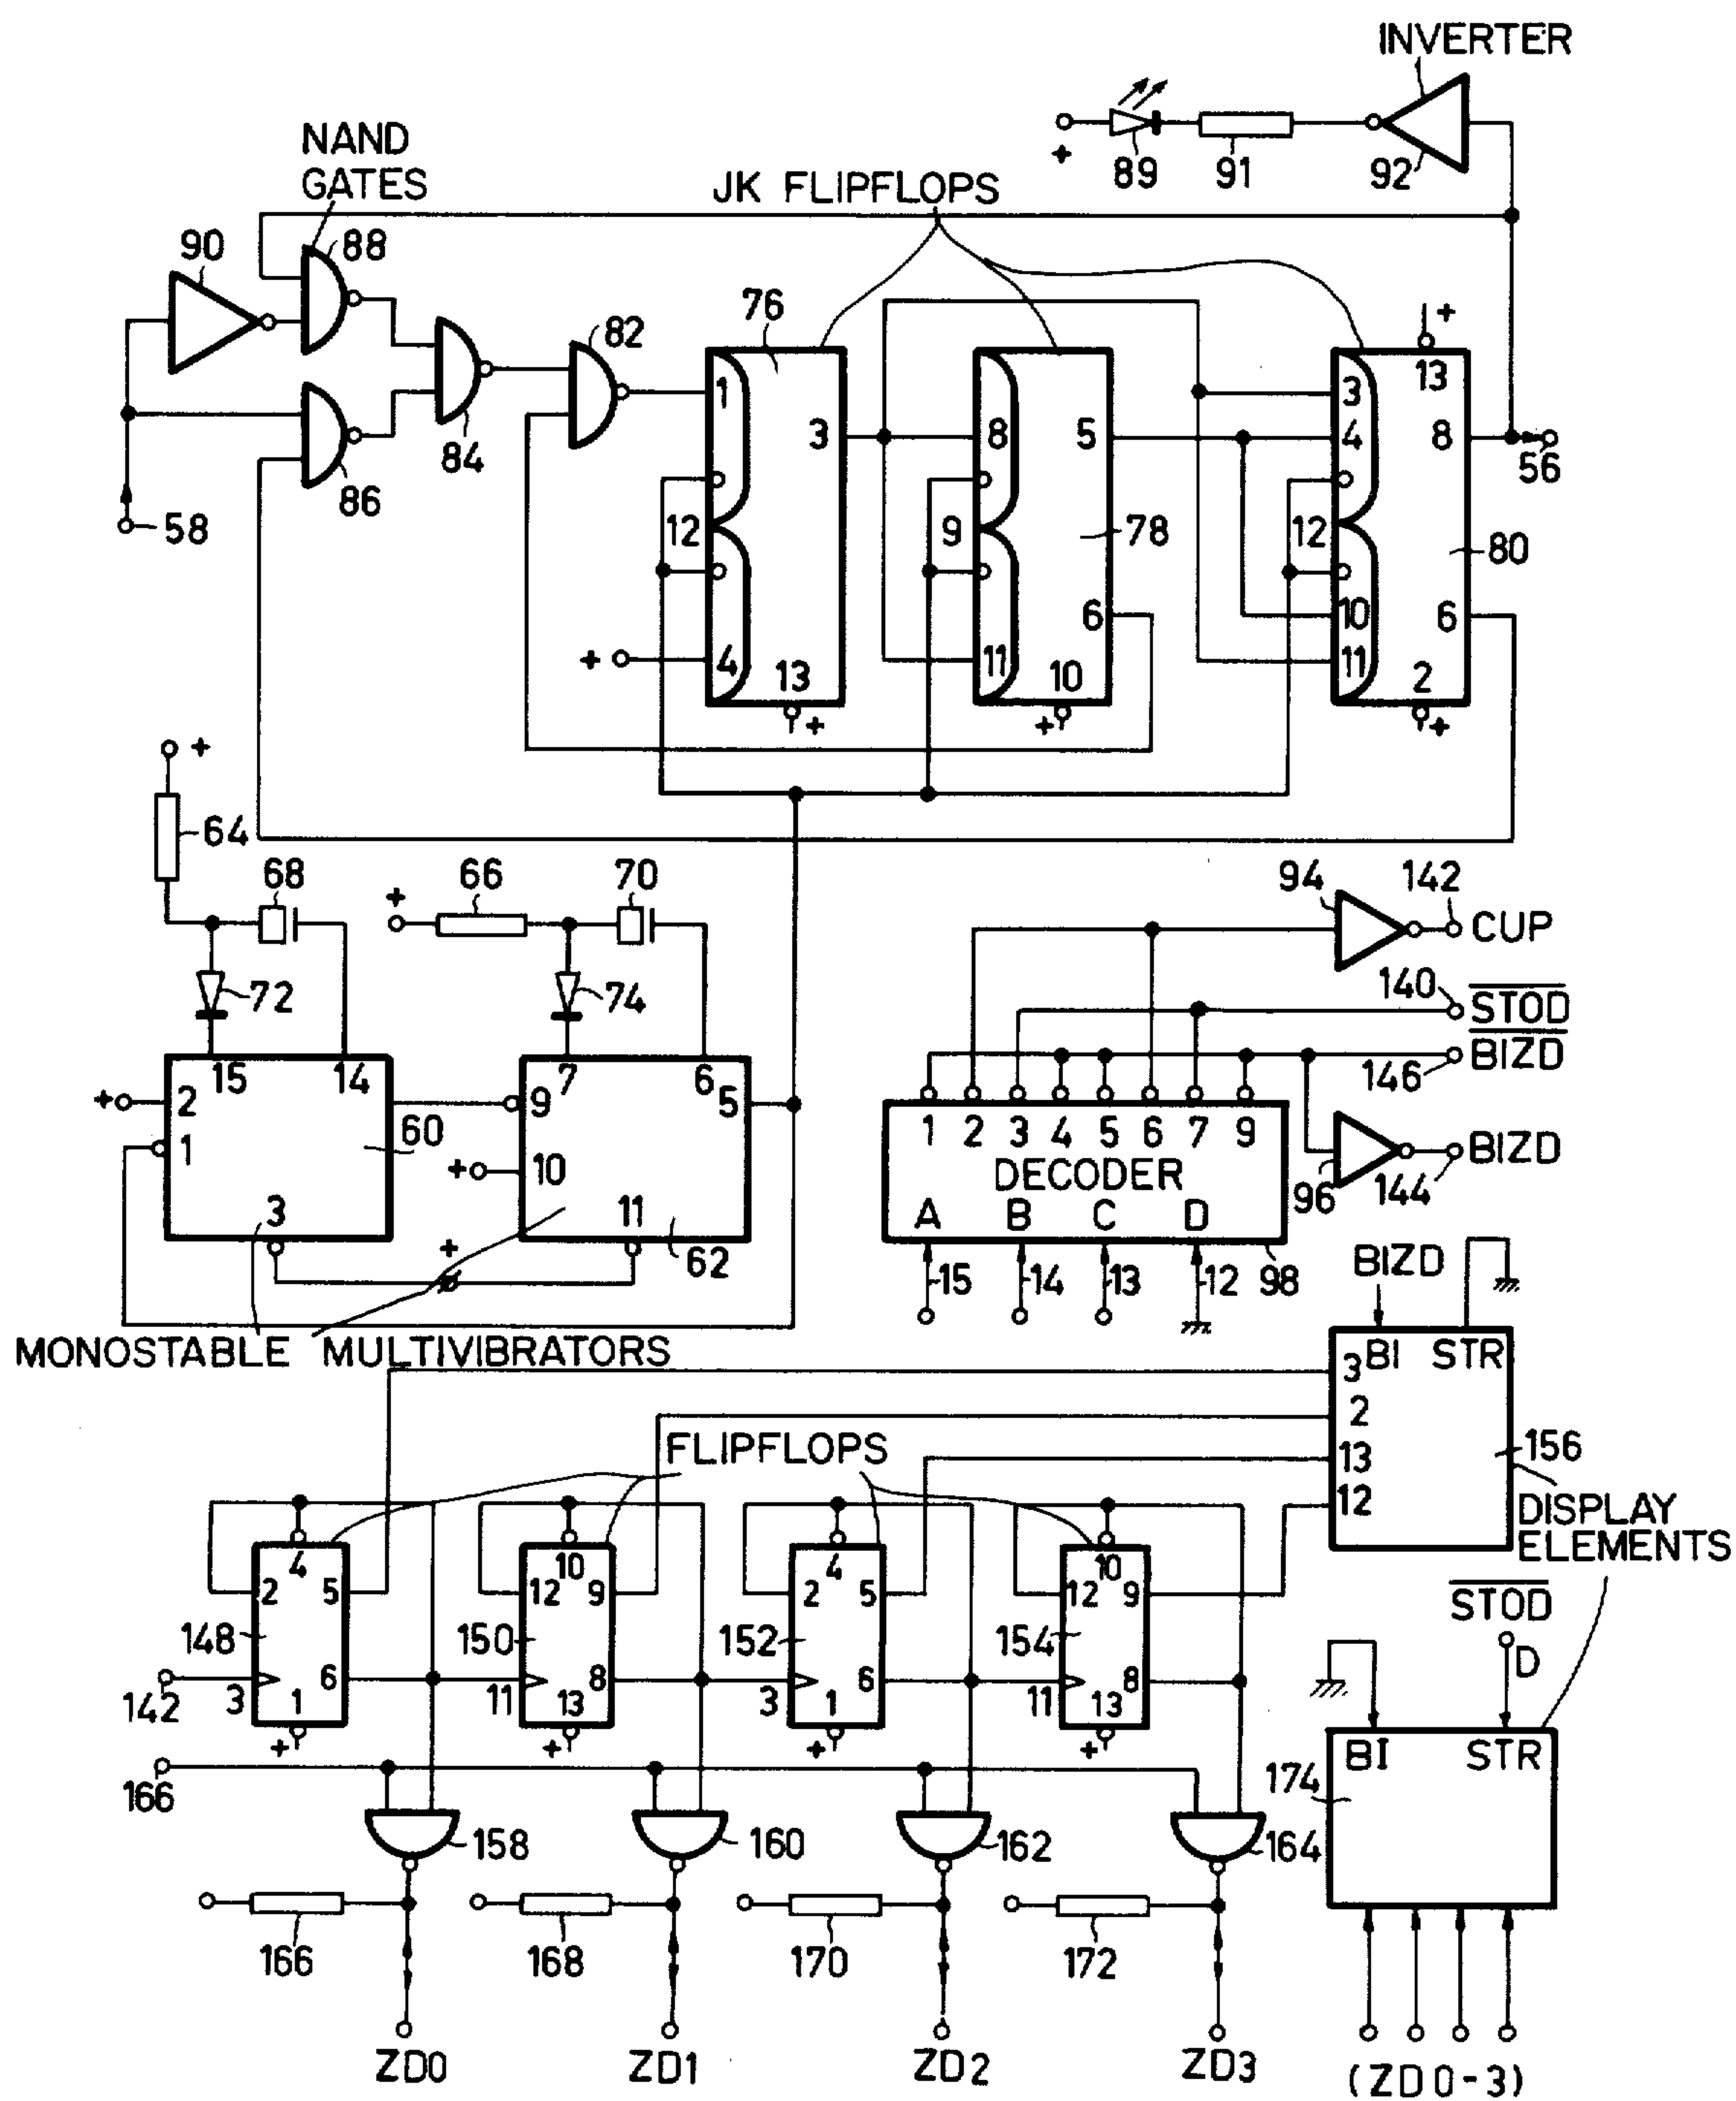 INVERTER
+ 89 91 92
NAND
GATES
JK FLIPFLOPS
90 88
76 82 +
1 3 8 5 3 13
4 8
84 56
86
58
12 9 78 12 80
6 10 6
+ 4 13 11 10 11 2
+ + +
+
64
68 66 70
+
94 142
CUP
72 74
140 STOD
BIZD
146
15 14 7 6
+ 2 5
9
1 60
+ 10
1 2 3 4 5 6 7 9
DECODER
BIZD
96 144
3 11
A B C D
+ 62
15 14 13 12 98
BIZD
MONOSTABLE MULTIVIBRATORS
BI STR
3
2
FLIPFLOPS
13 156
12
DISPLAY
ELEMENTS
4 10 4 10
2 5 12 9 2 5 12 9
STOD
148 150 152 154
D
6 8 6 8
142 3 1 11 13 3 1 11 13
+ + + +
BI STR
166 174
158 160 162 164
166 168 170 172
ZD0 ZD1 ZD2 ZD3
(ZD0-3)